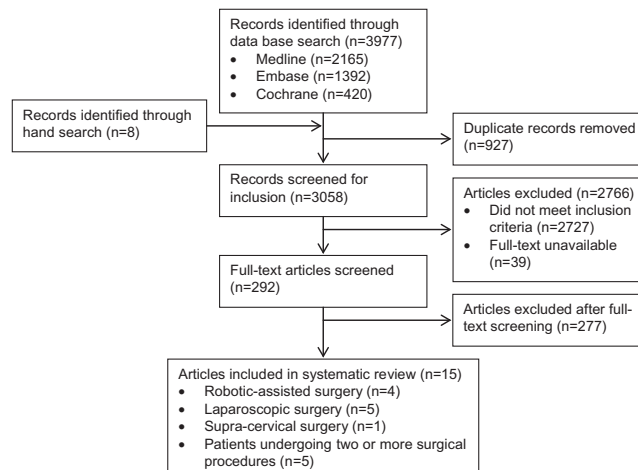 Records identified through
data base search (n=3977)
• Medline (n=2165)
• Embase (n=1392)
• Cochrane (n=420)
Records identified through
hand search (n=8)
Duplicate records removed
(n=927)
Records screened for
inclusion (n=3058)
Articles excluded (n=2766)
• Did not meet inclusion
criteria (n=2727)
• Full-text unavailable
(n=39)
Full-text articles screened
(n=292)
Articles excluded after full-
text screening (n=277)
Articles included in systematic review (n=15)
• Robotic-assisted surgery (n=4)
• Laparoscopic surgery (n=5)
• Supra-cervical surgery (n=1)
• Patients undergoing two or more surgical
procedures (n=5)